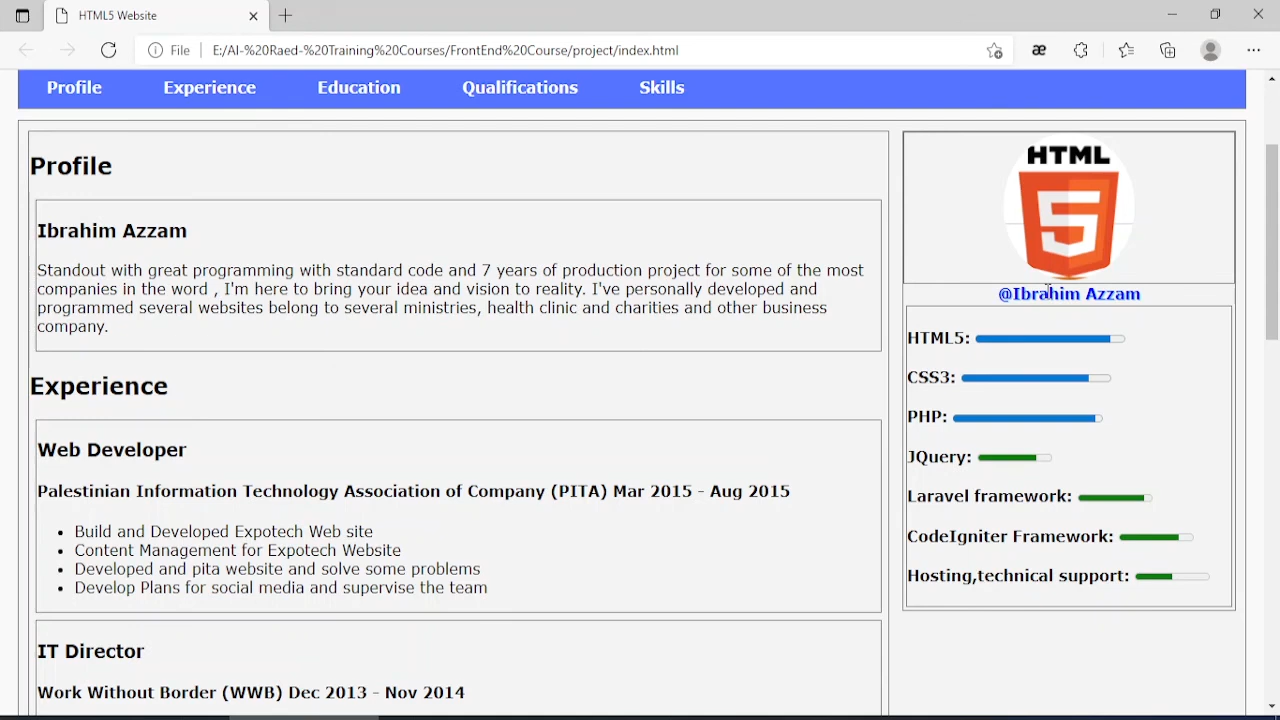 HTML5 Website
File
E:/Al-%20Raed-%20Training%20Courses/FrontEnd%20Course/project/index.html
Profile Experience Education Qualifications Skills
Profile
Ibrahim Azzam
Standout with great programming with standard code and 7 years of production project for some of the most
companies in the word , I'm here to bring your idea and vision to reality. I've personally developed and
programmed several websites belong to several ministries, health clinic and charities and other business
company.
Experience
Web Developer
Palestinian Information Technology Association of Company (PITA) Mar 2015 - Aug 2015
• Build and Developed Expotech Web site
• Content Management for Expotech Website
• Developed and pita website and solve some problems
• Develop Plans for social media and supervise the team
IT Director
Work Without Border (WWB) Dec 2013 - Nov 2014
HTML
5
@Ibrahim Azzam
HTML5:
CSS3:
PHP:
JQuery:
Laravel framework:
CodeIgniter Framework:
Hosting,technical support: